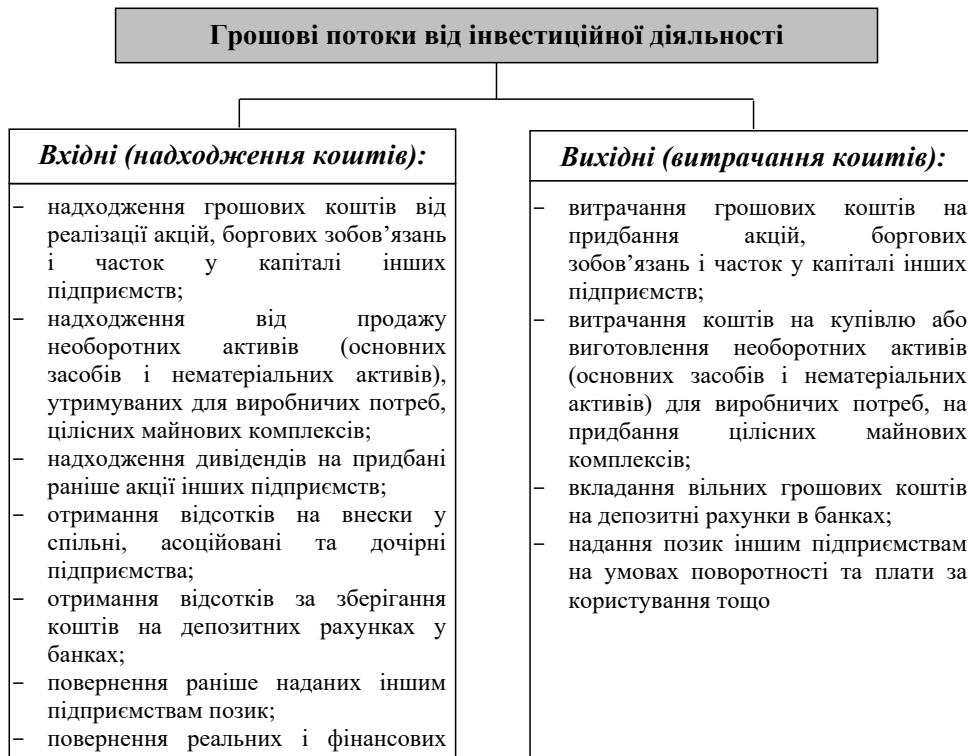 Грошові потоки від інвестиційної діяльності
Вхідні (надходження коштів):
– надходження грошових коштів від
реалізації акцій, боргових зобов’язань
і часток у капіталі інших
підприємств;
– надходження від продажу
необоротних активів (основних
засобів і нематеріальних активів),
утримуваних для виробничих потреб,
цілісних майнових комплексів;
– надходження дивідендів на придбані
раніше акції інших підприємств;
– отримання відсотків на внески у
спільні, асоційовані та дочірні
підприємства;
– отримання відсотків за зберігання
коштів на депозитних рахунках у
банках;
– повернення раніше наданих іншим
підприємствам позик;
– повернення реальних і фінансових
Вихідні (витрачання коштів):
– витрачання грошових коштів на
придбання акцій, боргових
зобов’язань і часток у капіталі інших
підприємств;
– витрачання коштів на купівлю або
виготовлення необоротних активів
(основних засобів і нематеріальних
активів) для виробничих потреб, на
придбання цілісних майнових
комплексів;
– вкладання вільних грошових коштів
на депозитні рахунки в банках;
– надання позик іншим підприємствам
на умовах поворотності та плати за
користування тощо